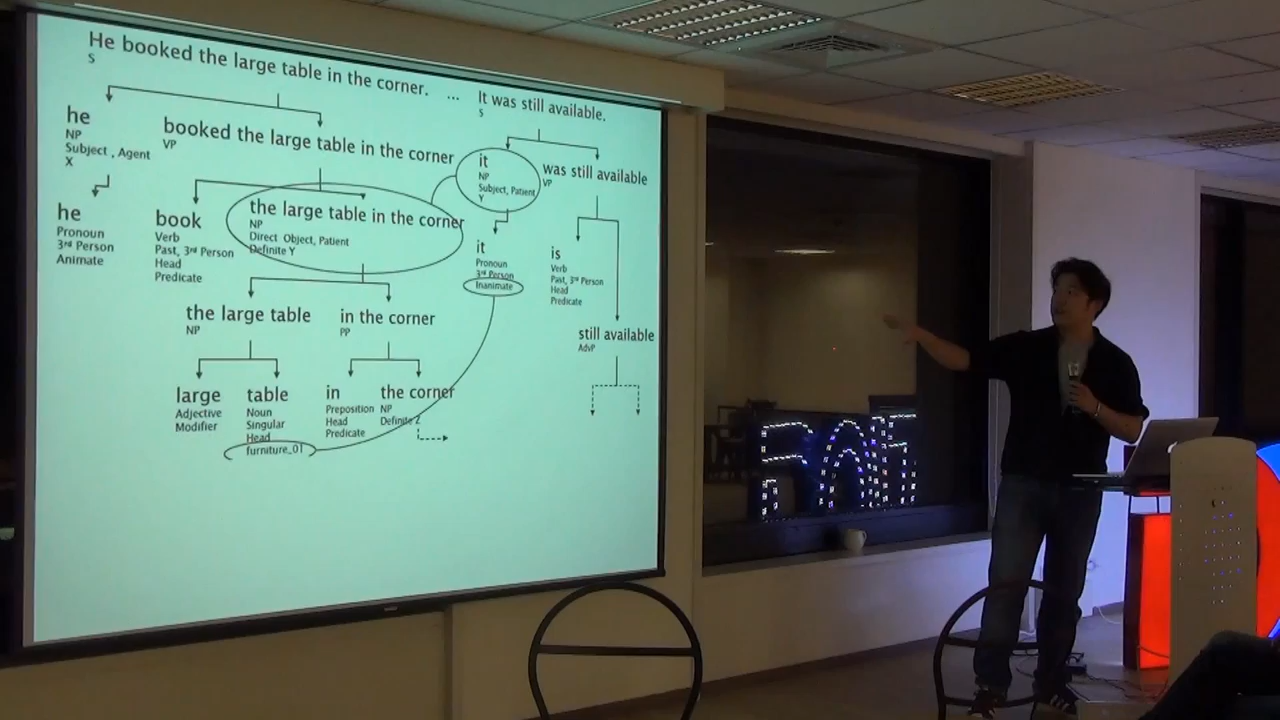 He booked the large table in the corner. ... It was still available.
S
S
he
NP
Subject , Agent
X
booked the large table in the corner
VP
it
NP
Subject, Patient
Y
was still available
VP
he
Pronoun
3rd Person
Animate
book
Verb
Past, 3rd Person
Head
Predicate
the large table in the corner
NP
Direct Object, Patient
Definite Y
it
Pronoun
3rd Person
Inanimate
is
Verb
Past, 3rd Person
Head
Predicate
the large table
NP
in the corner
PP
still available
AdvP
large
Adjective
Modifier
table
Noun
Singular
Head
furniture_01
in
Preposition
Head
Predicate
the corner
NP
Definite Z